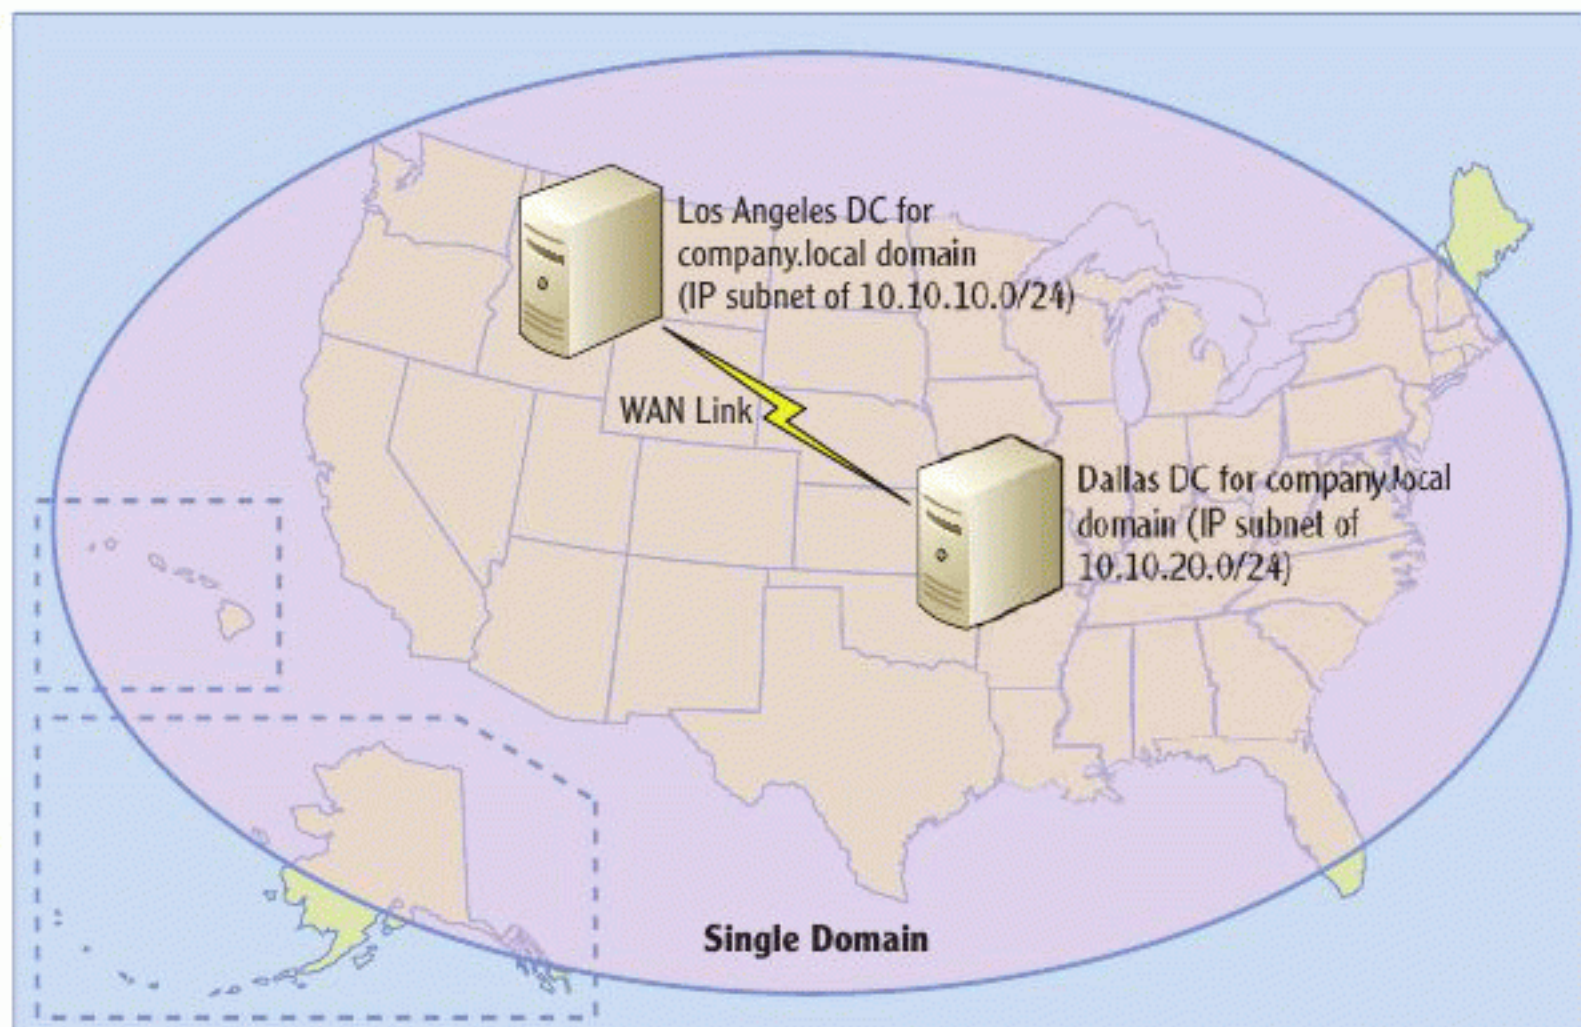 Los Angeles DC for
company.local domain
(IP subnet of 10.10.10.0/24)
WAN Link
Dallas DC for company.local
domain (IP subnet of
10.10.20.0/24)
Single Domain